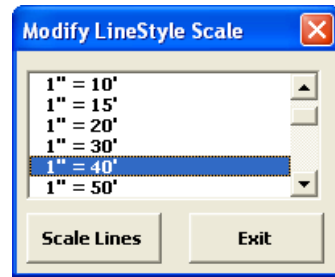 Modify LineStyle Scale
1" = 10'
1" = 15'
1" = 20'
1" = 30'
1" = 40'
1" = 50'
Scale Lines Exit